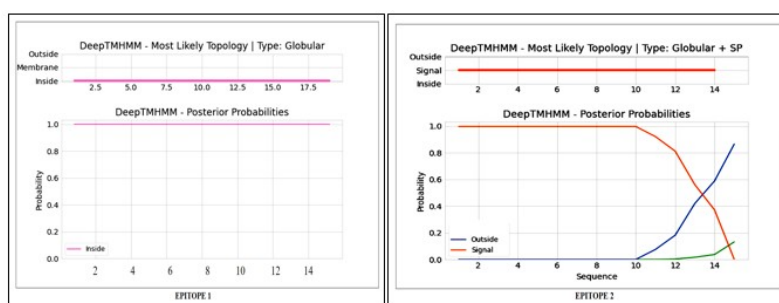 DeepTMHMM - Most Likely Topology | Type: Globular
Outside
Membrane
Inside
2.5 5.0 7.5 10.0 12.5 15.0 17.5
DeepTMHMM - Posterior Probabilities
1.0
0.8
0.6
0.4
0.2
0.0
Probability
Inside
2 4 6 8 10 12 14
EPITOPE 1
DeepTMHMM - Most Likely Topology | Type: Globular + SP
Outside
Signal
Inside
2 4 6 8 10 12 14
DeepTMHMM - Posterior Probabilities
1.0
0.8
0.6
0.4
0.2
0.0
Probability
Outside
Signal
2 4 6 8 10 12 14
Sequence
EPITOPE 2